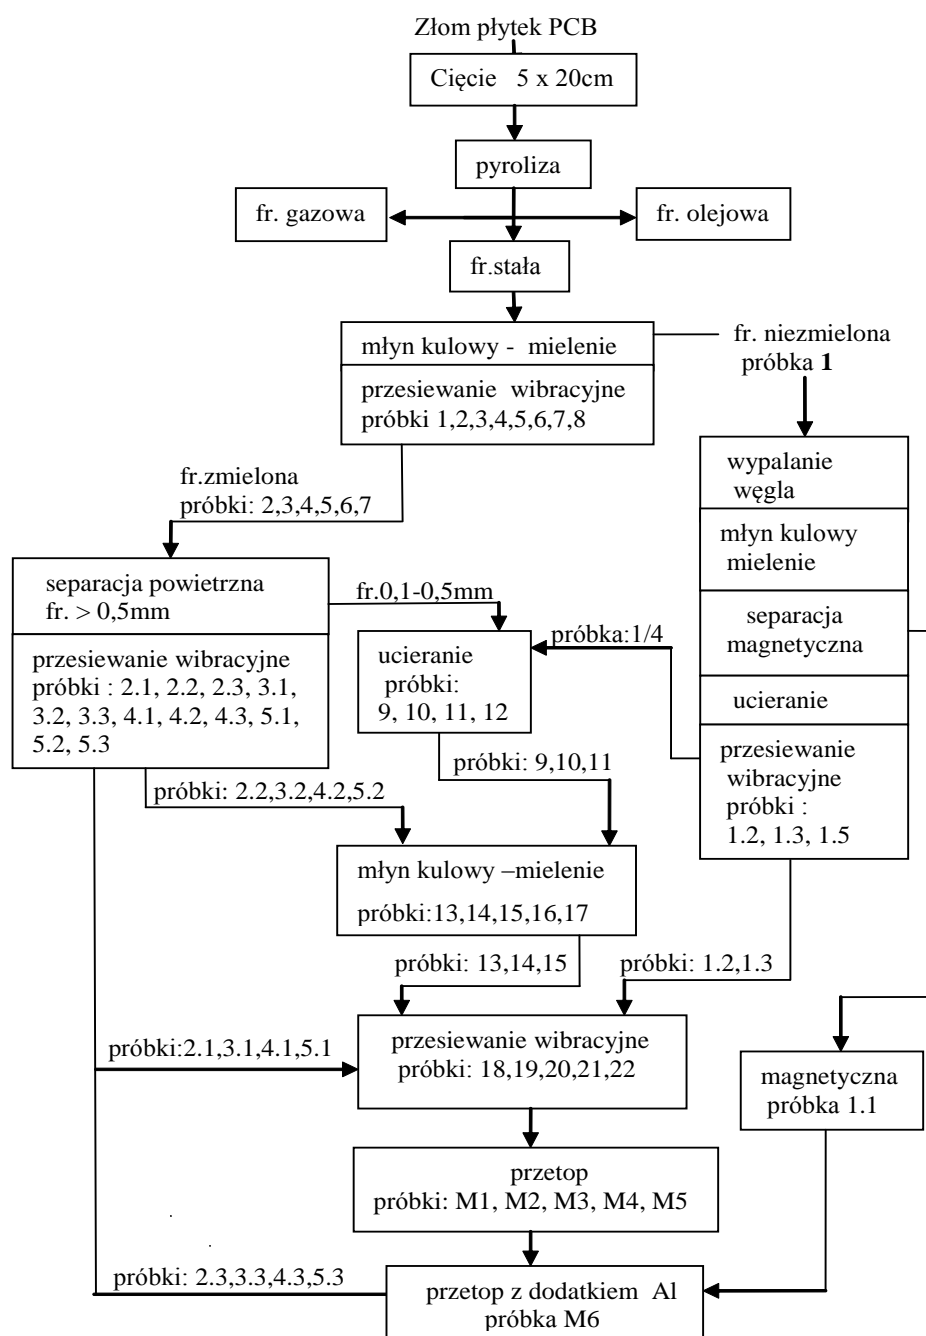 Złom płytek PCB
Cięcie 5 x 20cm
pyroliza
fr. gazowa
fr. olejowa
fr.stała
młyn kulowy - mielenie
fr. niezmielona
próbka 1
przesiewanie wibracyjne
próbki 1,2,3,4,5,6,7,8
wypalanie
węgla
fr.zmielona
próbki: 2,3,4,5,6,7
młyn kulowy
mielenie
separacja powietrzna
fr. > 0,5mm
fr.0,1-0,5mm
separacja
magnetyczna
próbka:1/4
przesiewanie wibracyjne
próbki : 2.1, 2.2, 2.3, 3.1,
3.2, 3.3, 4.1, 4.2, 4.3, 5.1,
5.2, 5.3
ucieranie
próbki:
9, 10, 11, 12
ucieranie
przesiewanie
wibracyjne
próbki :
1.2, 1.3, 1.5
próbki: 9,10,11
próbki: 2.2,3.2,4.2,5.2
młyn kulowy –mielenie
próbki:13,14,15,16,17
próbki: 13,14,15
próbki: 1.2,1.3
próbki:2.1,3.1,4.1,5.1
przesiewanie wibracyjne
próbki: 18,19,20,21,22
magnetyczna
próbka 1.1
przetop
próbki: M1, M2, M3, M4, M5
próbki: 2.3,3.3,4.3,5.3
przetop z dodatkiem Al
próbka M6